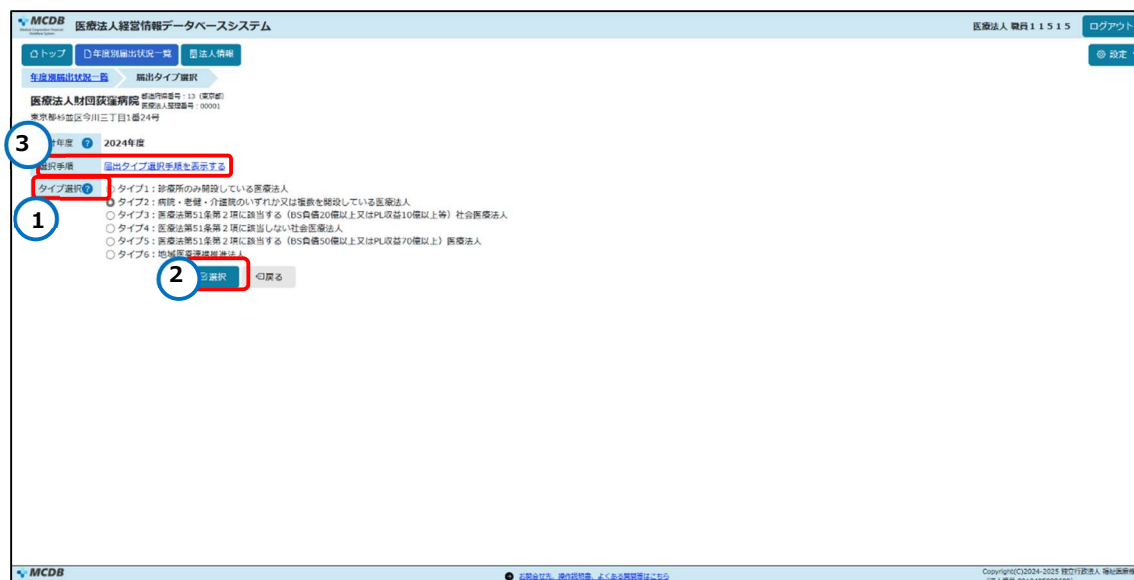 MCDB 医療法人経営情報データベースシステム 医療法人 職員11515 ログアウト
トップ 年度別届出状況一覧 法人情報 設定
年度別届出状況一覧 届出タイプ選択
医療法人財団荻窪病院 都道府県番号:13(東京都)
医療法人整理番号:00001
東京都杉並区今川三丁目1番24号
3 年度 ? 2024年度
選択手順 届出タイプ選択手順を表示する
タイプ選択 ? タイプ1:診療所のみ開設している医療法人
タイプ2:病院・老健・介護院のいずれか又は複数を開設している医療法人
1 タイプ3:医療法第51条第2項に該当する(BS負債20億以上又はPL収益10億以上等)社会医療法人
タイプ4:医療法第51条第2項に該当しない社会医療法人
タイプ5:医療法第51条第2項に該当する(BS負債50億以上又はPL収益70億以上)医療法人
タイプ6:地域医療連携推進法人
2 選択 戻る
MCDB お問合せ先、操作説明書、よくある質問等はこちら Copyright(C)2024-2025 独立行政法人 福祉医療機